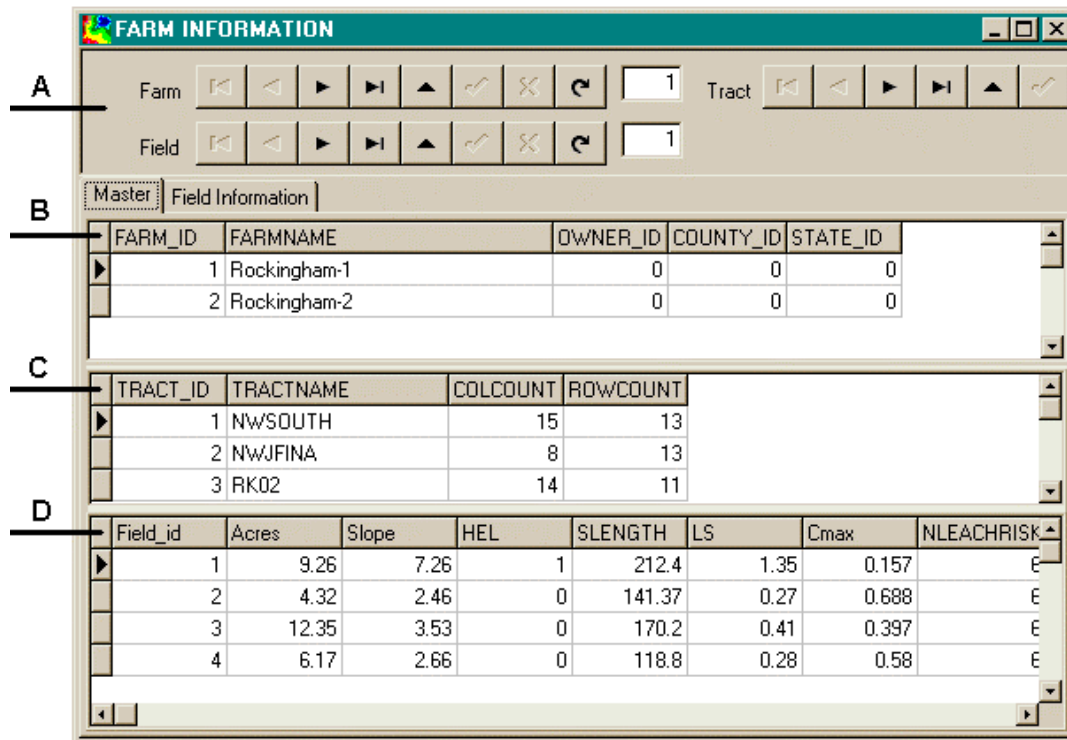 FARM INFORMATION
A
Farm 1 Tract
Field 1
Master Field Information
B
FARM_ID FARMNAME OWNER_ID COUNTY_ID STATE_ID
1 Rockingham-1 0 0 0
2 Rockingham-2 0 0 0
C
TRACT_ID TRACTNAME COLCOUNT ROWCOUNT
1 NWSOUTH 15 13
2 NWJFINA 8 13
3 RK02 14 11
D
Field_id Acres Slope HEL SLENGTH LS Cmax NLEACHRISK
1 9.26 7.26 1 212.4 1.35 0.157
2 4.32 2.46 0 141.37 0.27 0.688
3 12.35 3.53 0 170.2 0.41 0.397
4 6.17 2.66 0 118.8 0.28 0.58